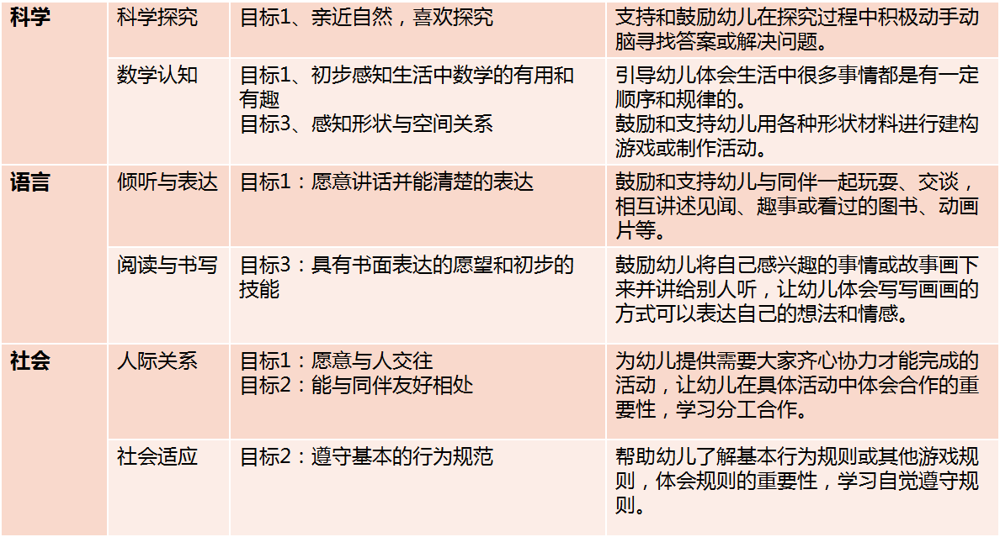 科学
科学探究
目标1、亲近自然，喜欢探究
支持和鼓励幼儿在探究过程中积极动手动
脑寻找答案或解决问题。
数学认知
目标1、初步感知生活中数学的有用和
有趣
目标3、感知形状与空间关系
引导幼儿体会生活中很多事情都是有一定
顺序和规律的。
鼓励和支持幼儿用各种形状材料进行建构
游戏或制作活动。
语言
倾听与表达
目标1：愿意讲话并能清楚的表达
鼓励和支持幼儿与同伴一起玩耍、交谈，
相互讲述见闻、趣事或看过的图书、动画
片等。
阅读与书写
目标3：具有书面表达的愿望和初步的
技能
鼓励幼儿将自己感兴趣的事情或故事画下
来并讲给别人听，让幼儿体会写写画画的
方式可以表达自己的想法和情感。
社会
人际关系
目标1：愿意与人交往
目标2：能与同伴友好相处
为幼儿提供需要大家齐心协力才能完成的
活动，让幼儿在具体活动中体会合作的重
要性，学习分工合作。
社会适应
目标2：遵守基本的行为规范
帮助幼儿了解基本行为规则或其他游戏规
则，体会规则的重要性，学习自觉遵守规
则。